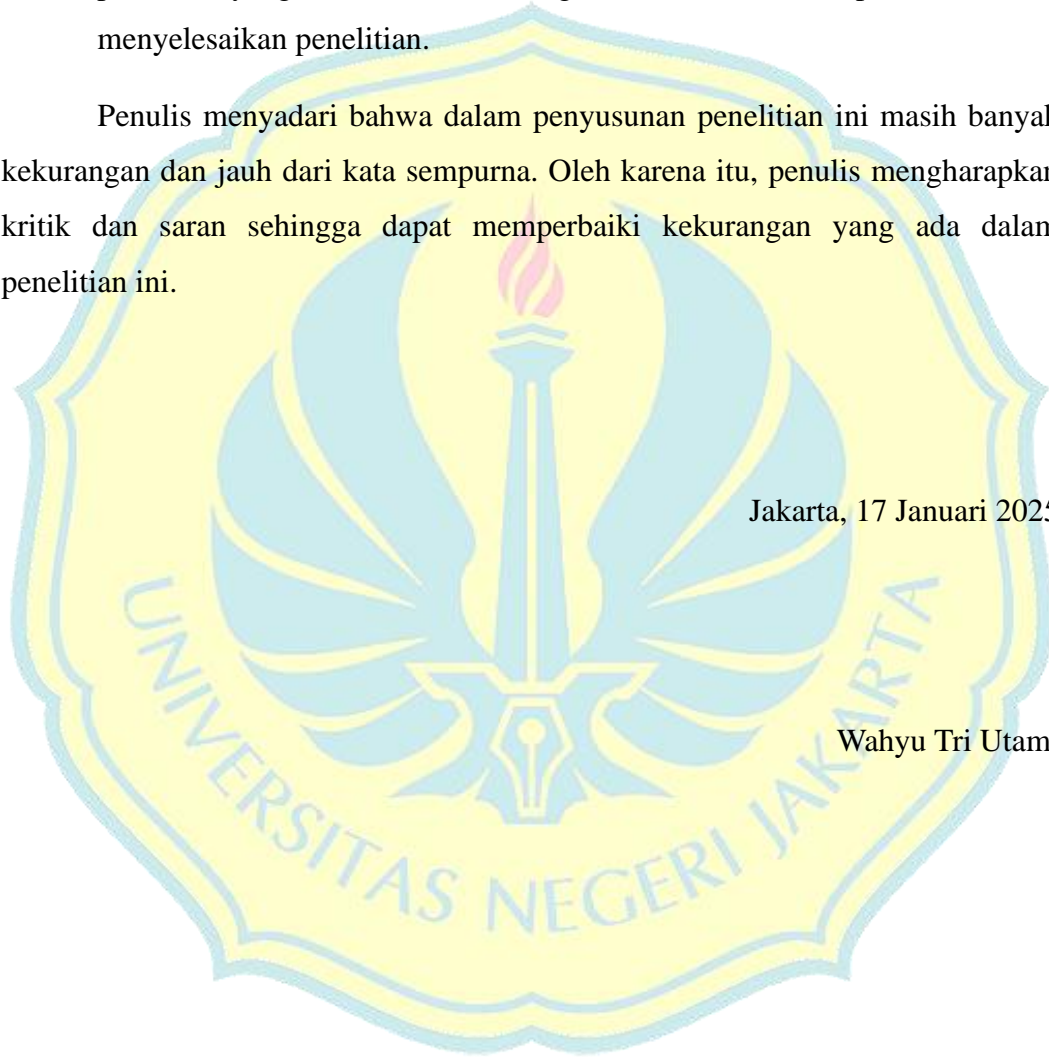 menyelesaikan penelitian.
Penulis menyadari bahwa dalam penyusunan penelitian ini masih banyak
kekurangan dan jauh dari kata sempurna. Oleh karena itu, penulis mengharapkan
kritik dan saran sehingga dapat memperbaiki kekurangan yang ada dalam
penelitian ini.
Jakarta, 17 Januari 2025
Wahyu Tri Utam
UNIVERSITAS NEGERI JAKARTA